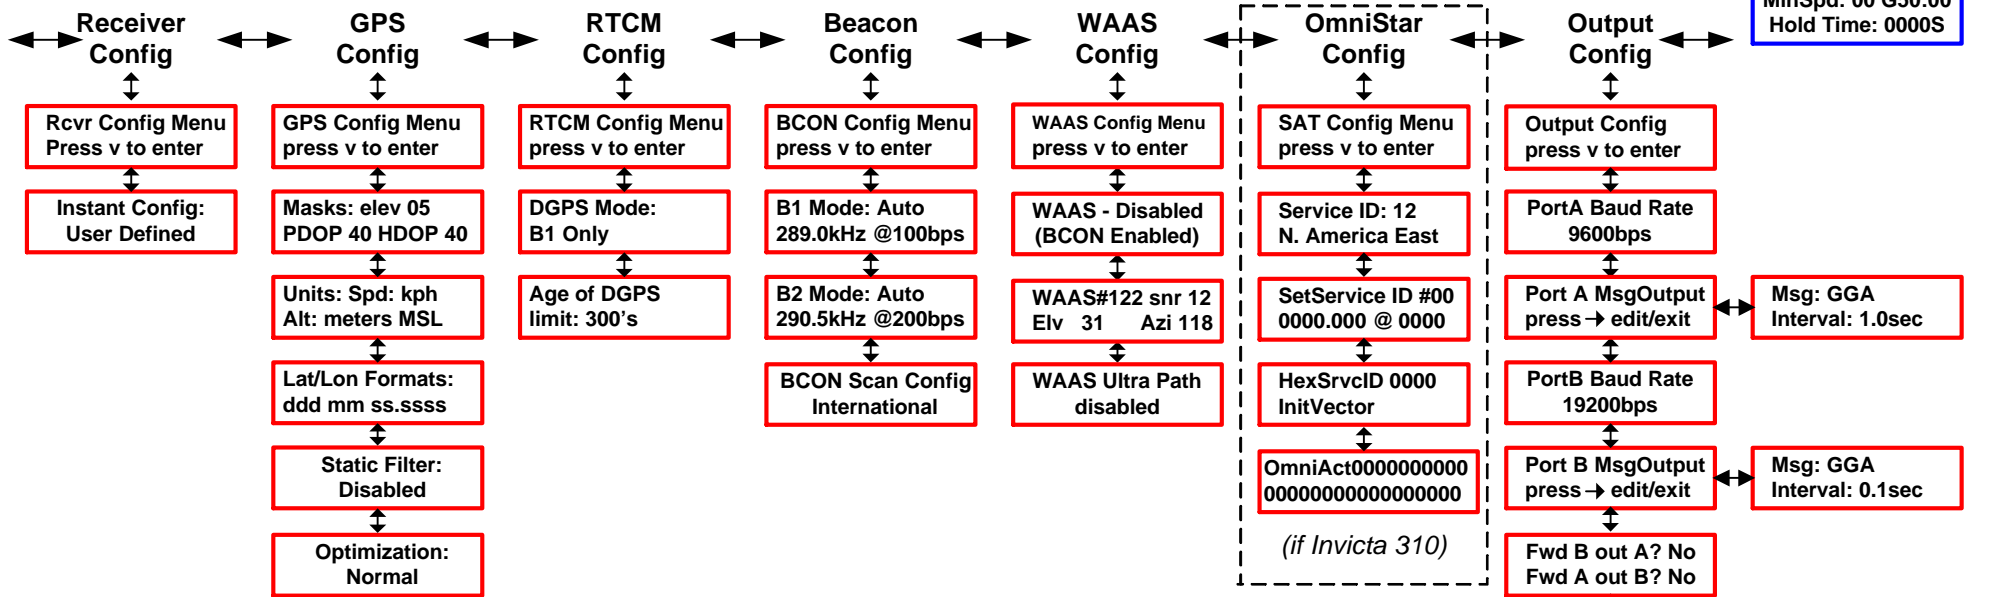 Receiver
Config
Rcvr Config Menu
Press v to enter
Instant Config:
User Defined
GPS
Config
GPS Config Menu
press v to enter
Masks: elev 05
PDOP 40 HDOP 40
Units: Spd: kph
Alt: meters MSL
Lat/Lon Formats:
ddd mm ss.ssss
Static Filter:
Disabled
Optimization:
Normal
RTCM
Config
RTCM Config Menu
press v to enter
DGPS Mode:
B1 Only
Age of DGPS
limit: 300's
Beacon
Config
BCON Config Menu
press v to enter
B1 Mode: Auto
289.0kHz @100bps
B2 Mode: Auto
290.5kHz @200bps
BCON Scan Config
International
WAAS
Config
WAAS Config Menu
press v to enter
WAAS - Disabled
(BCON Enabled)
WAAS#122 snr 12
Elv 31 Azi 118
WAAS Ultra Path
disabled
OmniStar
Config
SAT Config Menu
press v to enter
Service ID: 12
N. America East
SetService ID #00
0000.000 @ 0000
HexSrvcID 0000
InitVector
OmniAct0000000000
0000000000000000
(if Invicta 310)
Output
Config
Output Config
press v to enter
PortA Baud Rate
9600bps
Port A MsgOutput
press → edit/exit
Msg: GGA
Interval: 1.0sec
PortB Baud Rate
19200bps
Port B MsgOutput
press → edit/exit
Msg: GGA
Interval: 0.1sec
Fwd B out A? No
Fwd A out B? No
MinSpd: 00 G50:00
Hold Time: 0000S